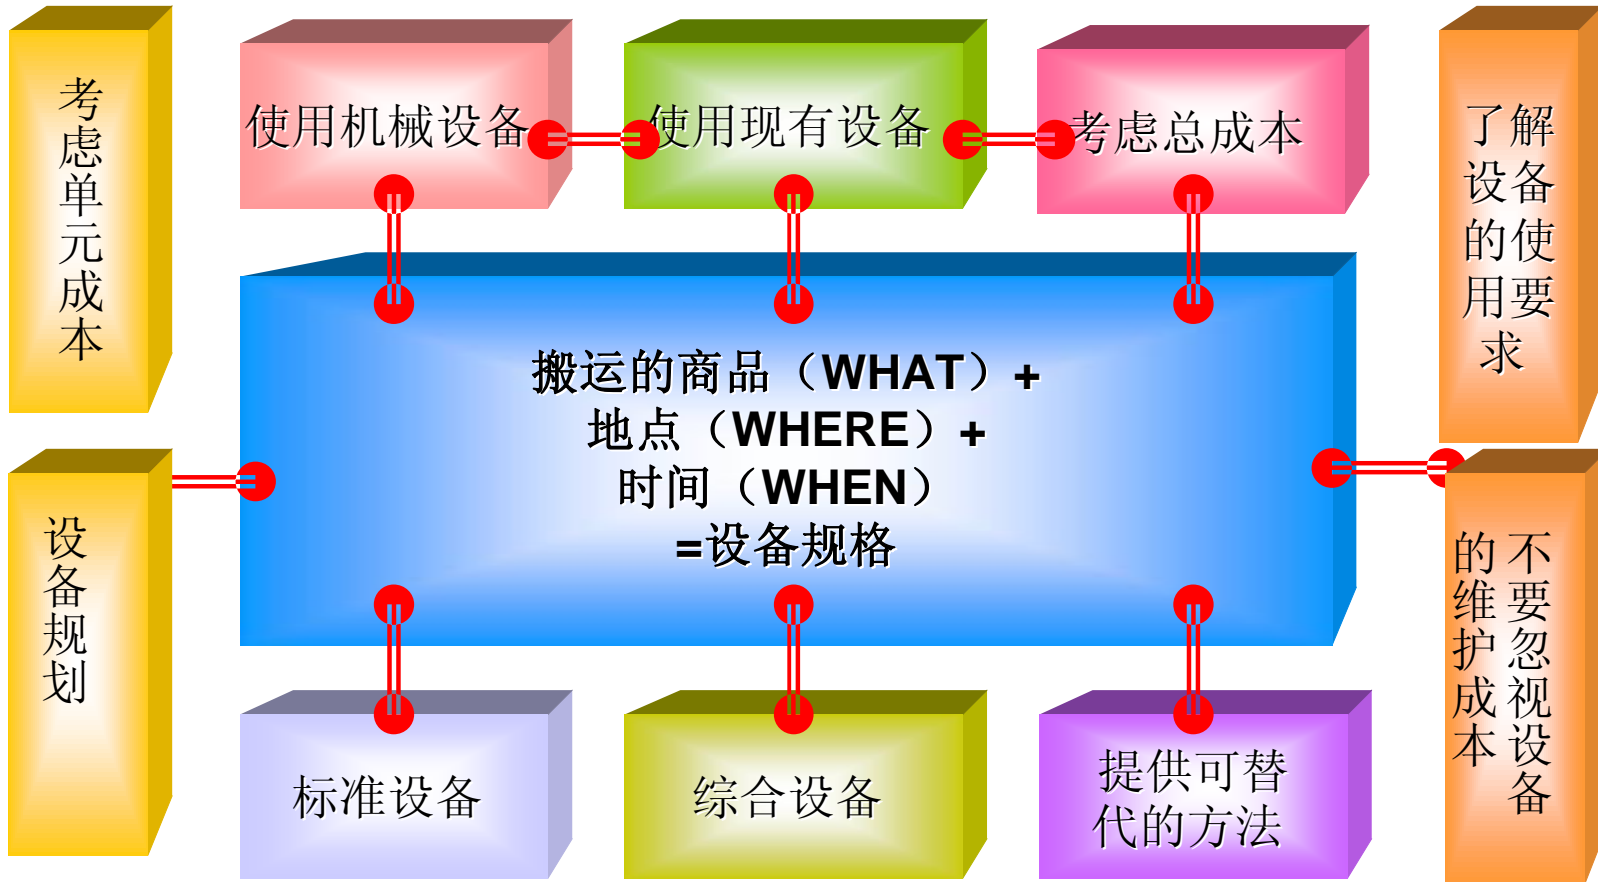 考虑单元成本
使用机械设备
使用现有设备
考虑总成本
了解
设备
的使
用要
求
搬运的商品（WHAT）+
地点（WHERE）+
时间（WHEN）
=设备规格
设备规划
不要忽视设备
的维护成本
标准设备
综合设备
提供可替
代的方法